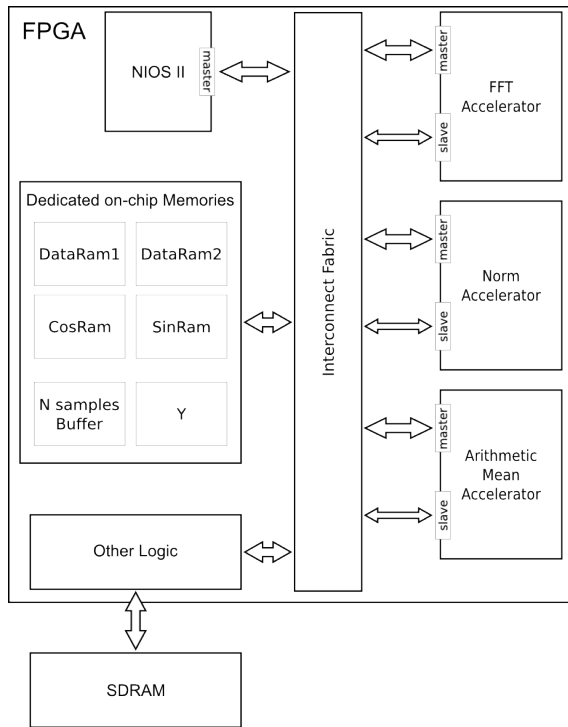 FPGA
NIOS II
master
Dedicated on-chip Memories
DataRam1
DataRam2
CosRam
SinRam
N samples
Buffer
Y
Other Logic
SDRAM
Interconnect Fabric
master
FFT
Accelerator
slave
master
Norm
Accelerator
slave
master
Arithmetic
Mean
Accelerator
slave